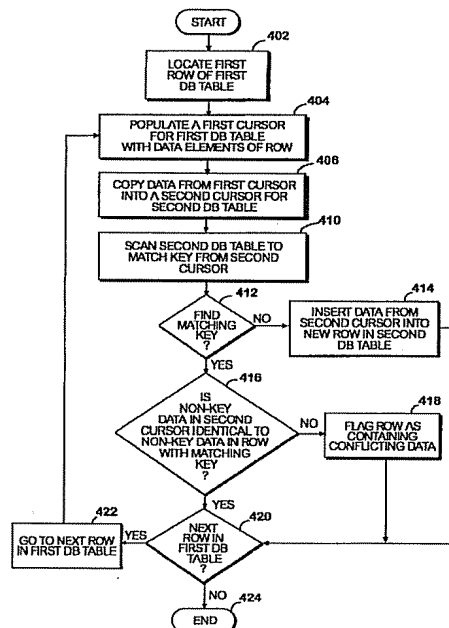 START
402
LOCATE FIRST
ROW OF FIRST
DB TABLE
404
POPULATE A FIRST CURSOR
FOR FIRST DB TABLE
WITH DATA ELEMENTS OF ROW
406
COPY DATA FROM FIRST CURSOR
INTO A SECOND CURSOR FOR
SECOND DB TABLE
410
SCAN SECOND DB TABLE TO
MATCH KEY FROM SECOND
CURSOR
412
FIND
MATCHING
KEY
?
NO
YES
414
INSERT DATA FROM
SECOND CURSOR INTO
NEW ROW IN SECOND
DB TABLE
416
IS
NON-KEY
DATA IN SECOND
CURSOR IDENTICAL TO
NON-KEY DATA IN ROW
WITH MATCHING
KEY
?
NO
YES
418
FLAG ROW AS
CONTAINING
CONFLICTING DATA
420
NEXT
ROW IN
FIRST DB
TABLE
?
YES
422
GO TO NEXT ROW
IN FIRST DB TABLE
NO
END
424